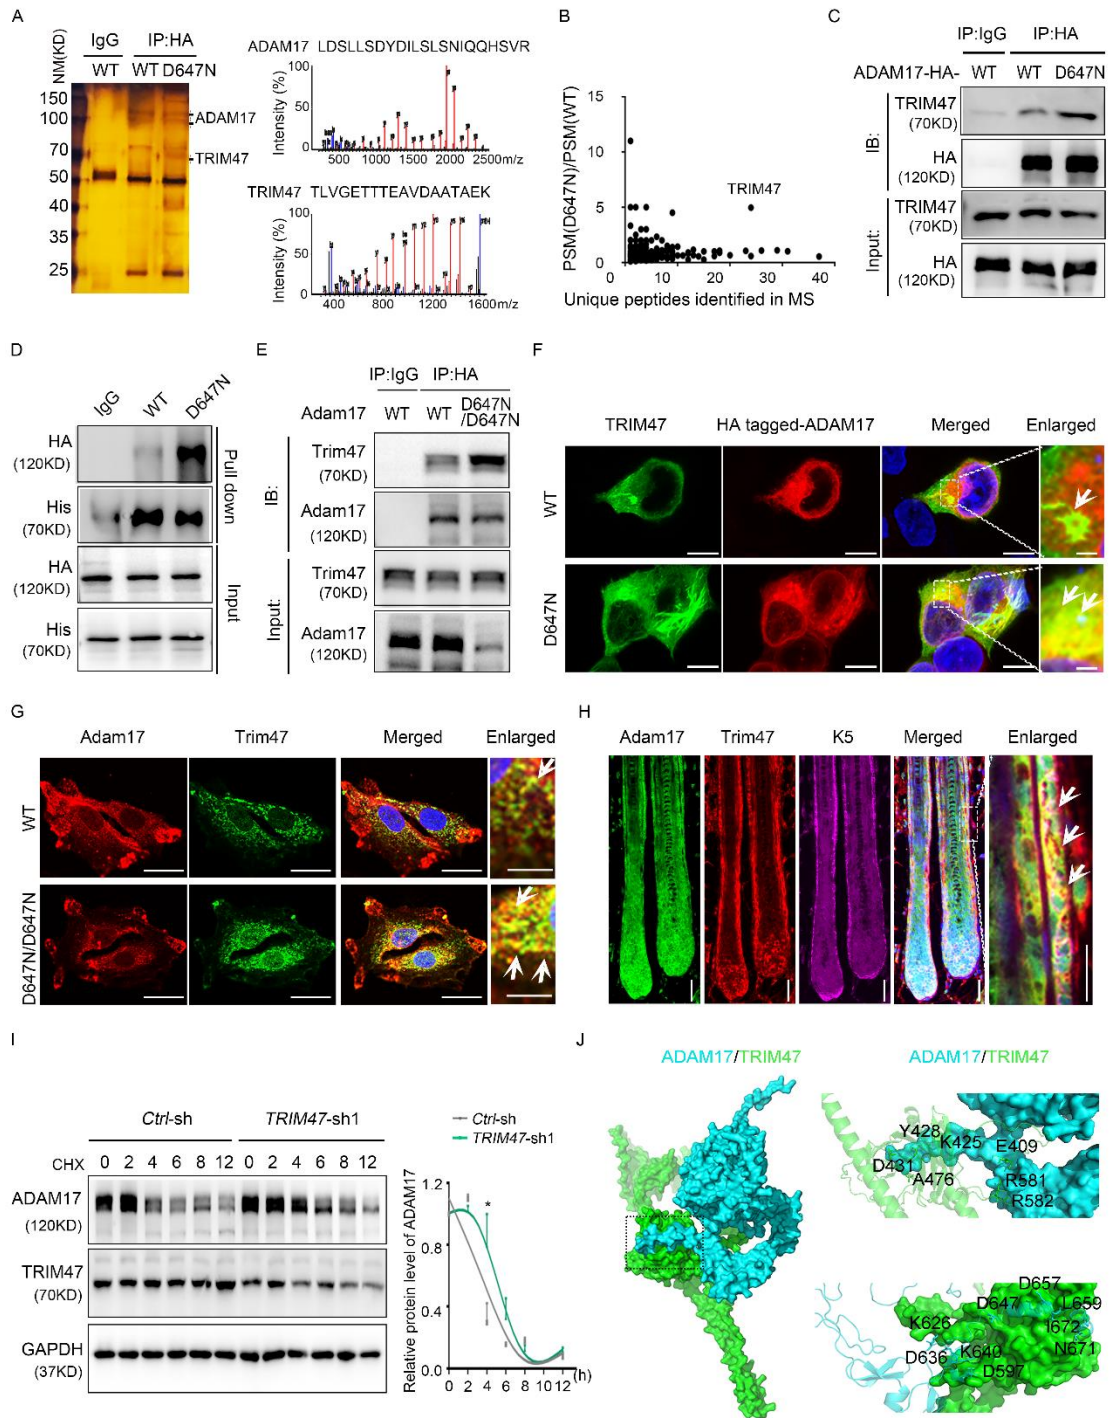 A
NM(KD)
IgG IP:HA
WT WT D647N
150
100
70
50
40
35
25
ADAM17
TRIM47
ADAM17 LDSLLSDYDILSLSNIQQHSVR
Intensity (%)
100
50
0
500 1000 1500 2000 2500m/z
TRIM47 TLVGETTTEAVDAATAEK
Intensity (%)
100
50
0
400 800 1200 1600m/z
B
PSM(D647N)/PSM(WT)
15
10
5
0
TRIM47
0 10 20 30 40
Unique peptides identified in MS
C
IP:IgG IP:HA
ADAM17-HA- WT WT D647N
IB:
TRIM47
(70KD)
HA
(120KD)
Input:
TRIM47
(70KD)
HA
(120KD)
D
IgG WT D647N
HA
(120KD)
His
(70KD)
Pull down
HA
(120KD)
His
(70KD)
Input
E
IP:IgG IP:HA
Adam17 WT WT D647N
/D647N
IB:
Trim47
(70KD)
Adam17
(120KD)
Input:
Trim47
(70KD)
Adam17
(120KD)
F
TRIM47 HA tagged-ADAM17 Merged Enlarged
WT
D647N
G
Adam17 Trim47 Merged Enlarged
WT
D647N/D647N
H
Adam17 Trim47 K5 Merged Enlarged
I
Ctrl-sh TRIM47-sh1
CHX 0 2 4 6 8 12 0 2 4 6 8 12
ADAM17
(120KD)
TRIM47
(70KD)
GAPDH
(37KD)
Ctrl-sh
TRIM47-sh1
Relative protein level of ADAM17
1.2
0.8
0.4
0.0
*
0 2 4 6 8 10 12 (h)
J
ADAM17/TRIM47
ADAM17/TRIM47
Y428
K425
E409
D431
A476
R581
R582
D657
D647
L659
K626
I672
D636
K640
N671
D597